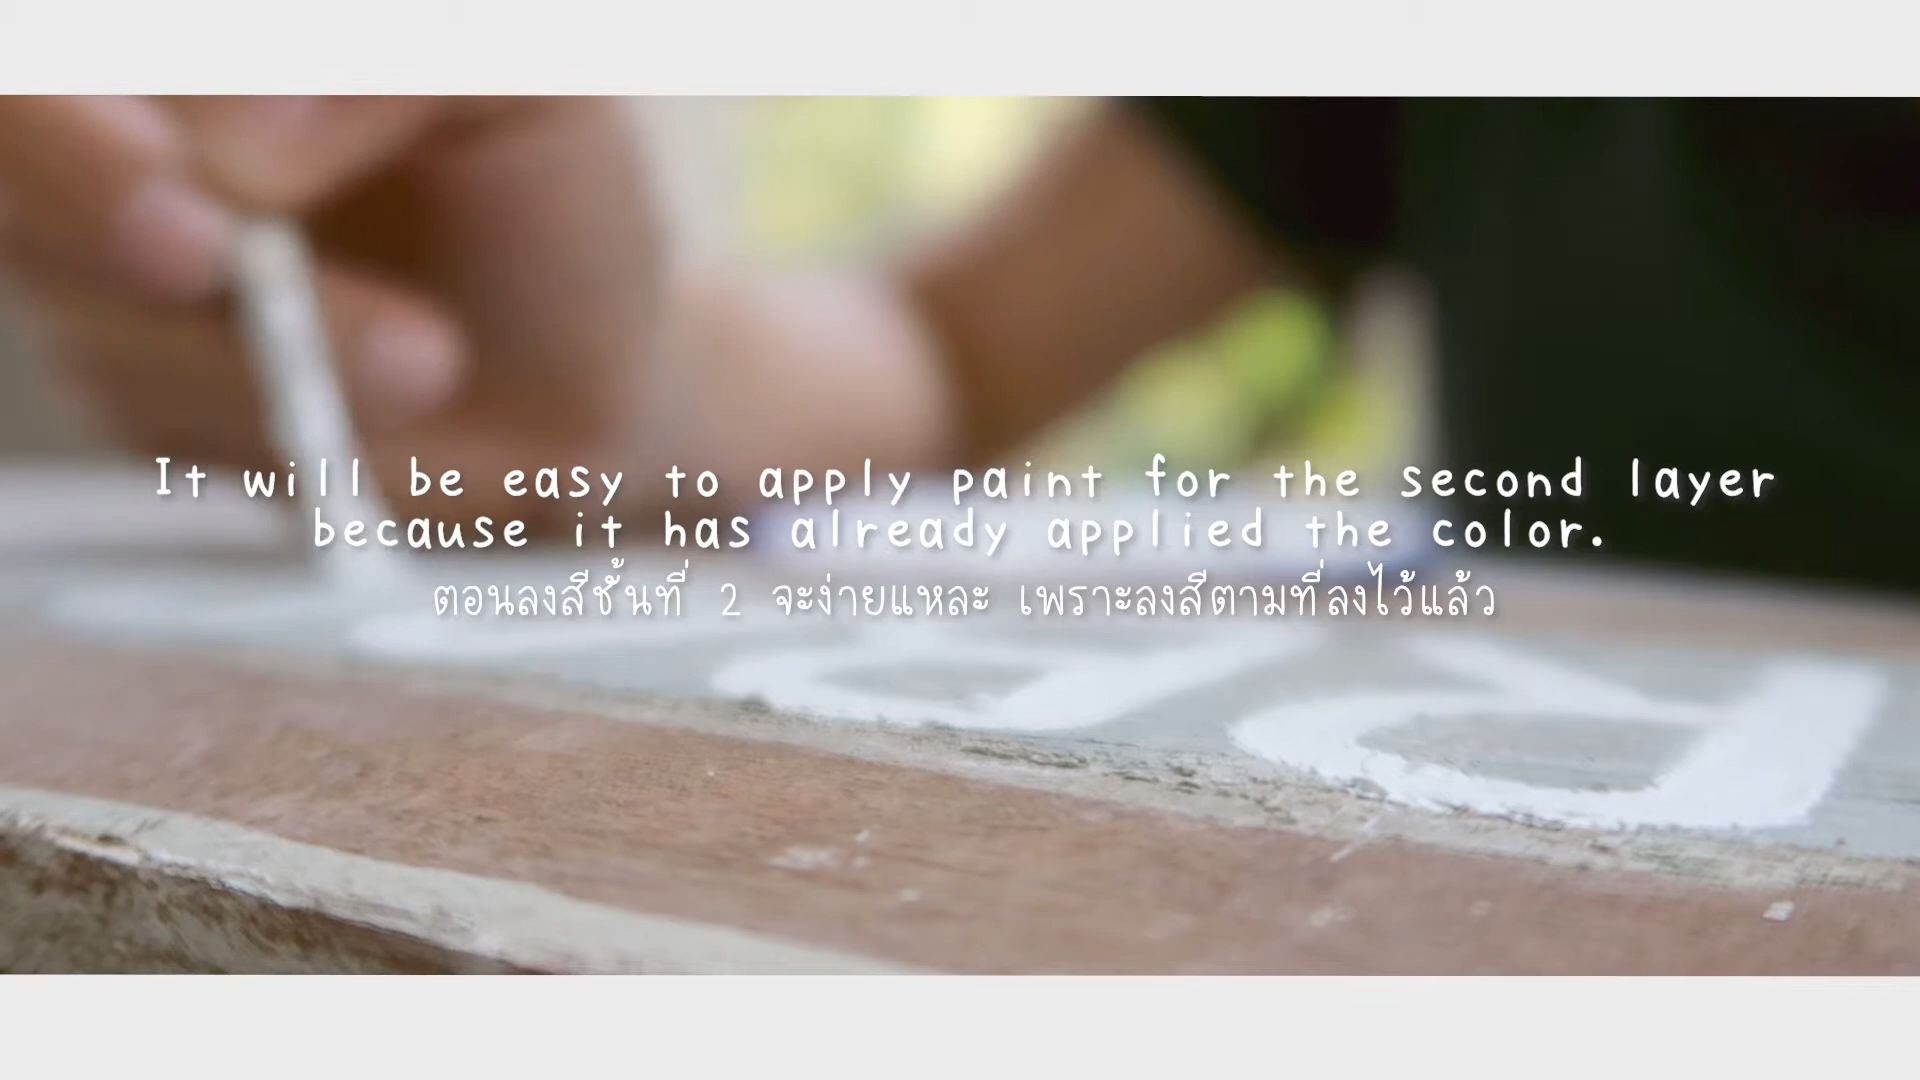 It will be easy to apply paint for the second layer
because it has already applied the color.
ตอนลงสีชั้นที่ 2 จะง่ายแหละ เพราะลงสีตามที่ลงไว้แล้ว